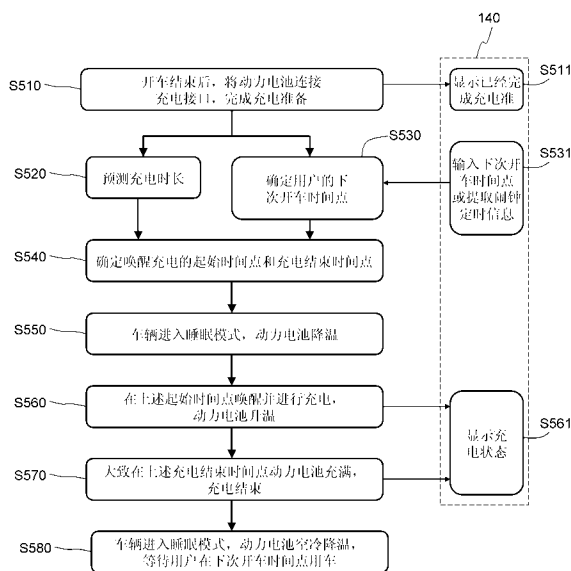 140
S510
开车结束后，将动力电池连接
充电接口，完成充电准备
S511
显示已经完
成充电准
S520
预测充电时长
S530
确定用户的下
次开车时间点
S531
输入下次开
车时间点
或提取闹钟
定时信息
S540
确定唤醒充电的起始时间点和充电结束时间点
S550
车辆进入睡眠模式，动力电池降温
S560
在上述起始时间点唤醒并进行充电，
动力电池升温
S561
显示充
电状态
S570
大致在上述充电结束时间点动力电池充满，
充电结束
S580
车辆进入睡眠模式，动力电池空冷降温，
等待用户在下次开车时间点用车